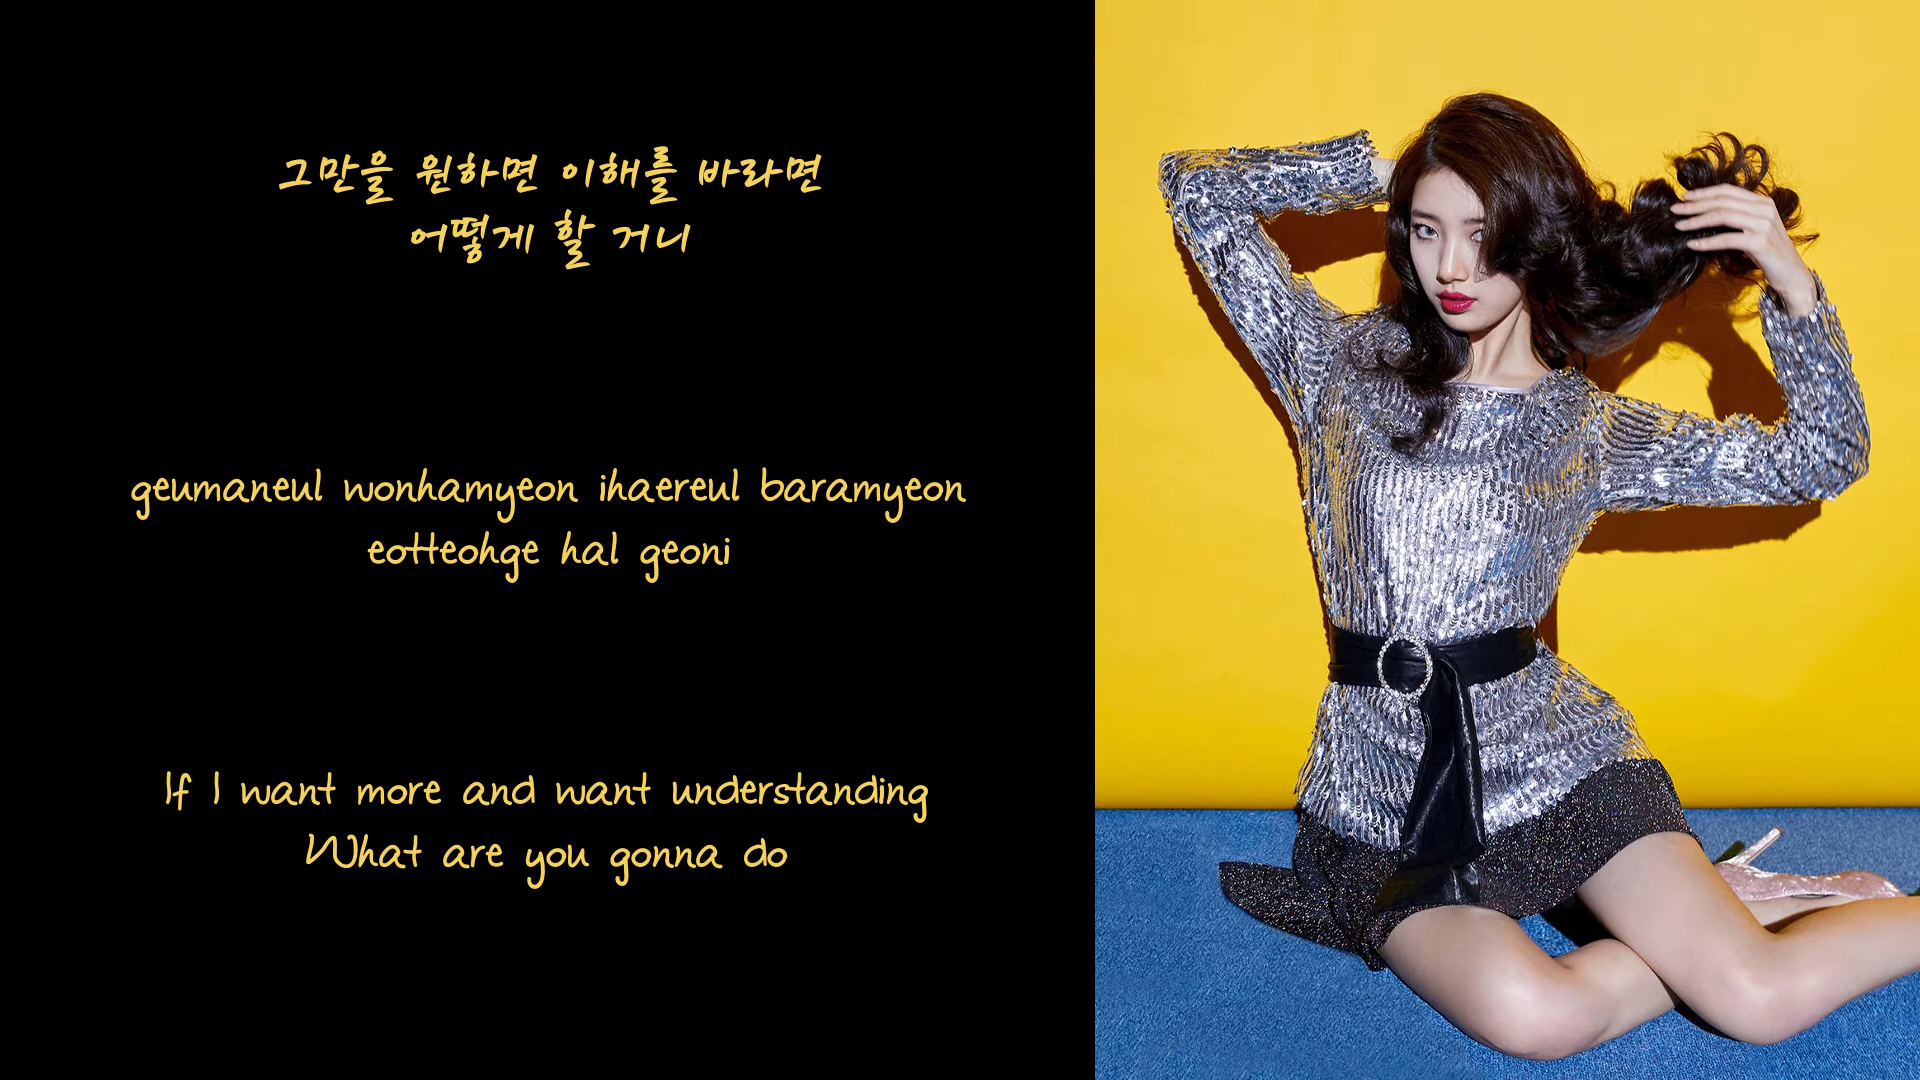 그만을 원하면 이해를 바라면
어떻게 할 거니
geumaneul wonhamyeon ihaereul baramyeon
eotteohge hal geoni
If I want more and want understanding
What are you gonna do